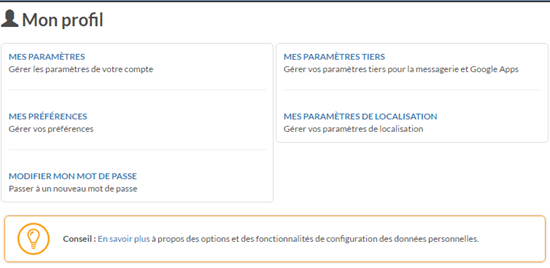 Mon profil
MES PARAMÈTRES
Gérer les paramètres de votre compte
MES PRÉFÉRENCES
Gérer vos préférences
MODIFIER MON MOT DE PASSE
Passer à un nouveau mot de passe
MES PARAMÈTRES TIERS
Gérer vos paramètres tiers pour la messagerie et Google Apps
MES PARAMÈTRES DE LOCALISATION
Gérer vos paramètres de localisation
Conseil : En savoir plus à propos des options et des fonctionnalités de configuration des données personnelles.